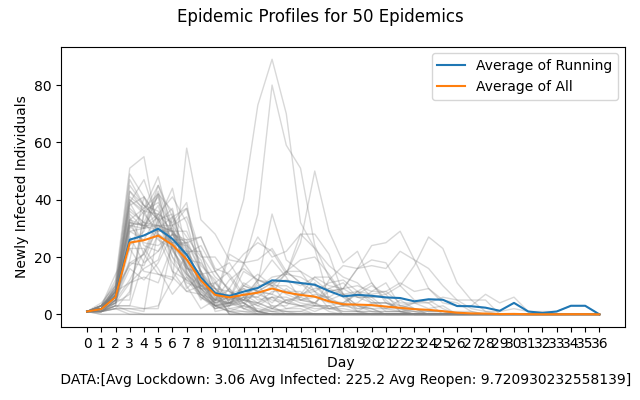 Epidemic Profiles for 50 Epidemics
Average of Running
Average of All
Newly Infected Individuals
80
60
40
20
0
0 1 2 3 4 5 6 7 8 9 10 11 12 13 14 15 16 17 18 19 20 21 22 23 24 25 26 27 28 29 30 31 32 33 34 35 36
Day
DATA:[Avg Lockdown: 3.06 Avg Infected: 225.2 Avg Reopen: 9.720930232558139]